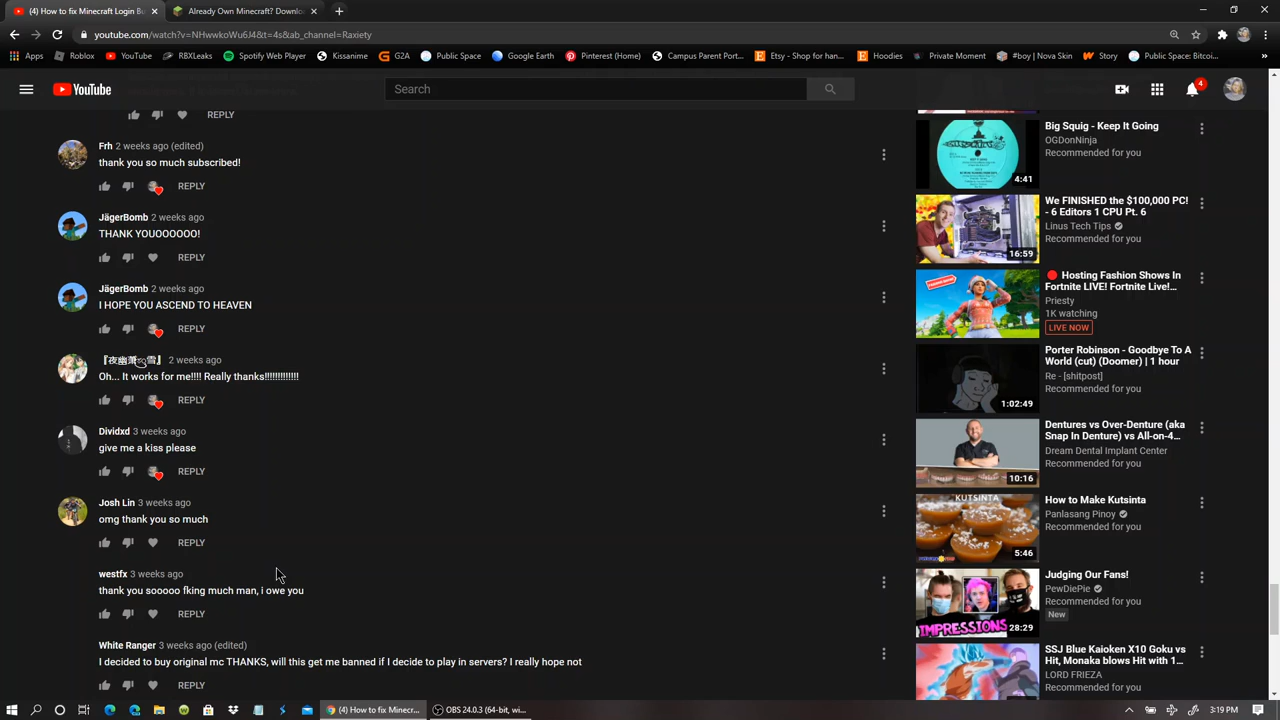 (4) How to fix Minecraft Login Bu
Already Own Minecraft? Downlo
youtube.com/watch?v=NHwwkoWu6J4&t=4s&ab_channel=Raxiety
Apps
Roblox
YouTube
RBXLeaks
Spotify Web Player
Kissanime
G2A
Public Space
Google Earth
Pinterest (Home)
Campus Parent Port...
Etsy - Shop for han...
Hoodies
Private Moment
#boy | Nova Skin
Story
Public Space: Bitcoi...
YouTube
Search
4
REPLY
Frh 2 weeks ago (edited)
thank you so much subscribed!
REPLY
JägerBomb 2 weeks ago
THANK YOUOOOOOO!
REPLY
JägerBomb 2 weeks ago
I HOPE YOU ASCEND TO HEAVEN
REPLY
2 weeks ago
Oh... It works for me!!!! Really thanks!!!!!!!!!!!!!
REPLY
Dividxd 3 weeks ago
give me a kiss please
REPLY
Josh Lin 3 weeks ago
omg thank you so much
REPLY
westfx 3 weeks ago
thank you sooooo fking much man, i owe you
REPLY
White Ranger 3 weeks ago (edited)
I decided to buy original mc THANKS, will this get me banned if I decide to play in servers? I really hope not
REPLY
4:41
Big Squig - Keep It Going
OGDonNinja
Recommended for you
16:59
We FINISHED the $100,000 PC!
- 6 Editors 1 CPU Pt. 6
Linus Tech Tips
Recommended for you
🔴 Hosting Fashion Shows In
Fortnite LIVE! Fortnite Live!...
Priesty
1K watching
LIVE NOW
1:02:49
Porter Robinson - Goodbye To A
World (cut) (Doomer) | 1 hour
Re - [shitpost]
Recommended for you
10:16
Dentures vs Over-Denture (aka
Snap In Denture) vs All-on-4...
Dream Dental Implant Center
Recommended for you
KUTSINTA
5:46
How to Make Kutsinta
Panlasang Pinoy
Recommended for you
IMPRESSIONS
28:29
Judging Our Fans!
PewDiePie
Recommended for you
New
SSJ Blue Kaioken X10 Goku vs
Hit, Monaka blows Hit with 1...
LORD FRIEZA
Recommended for you
(4) How to fix Minecr...
OBS 24.0.3 (64-bit, wi...
3:19 PM